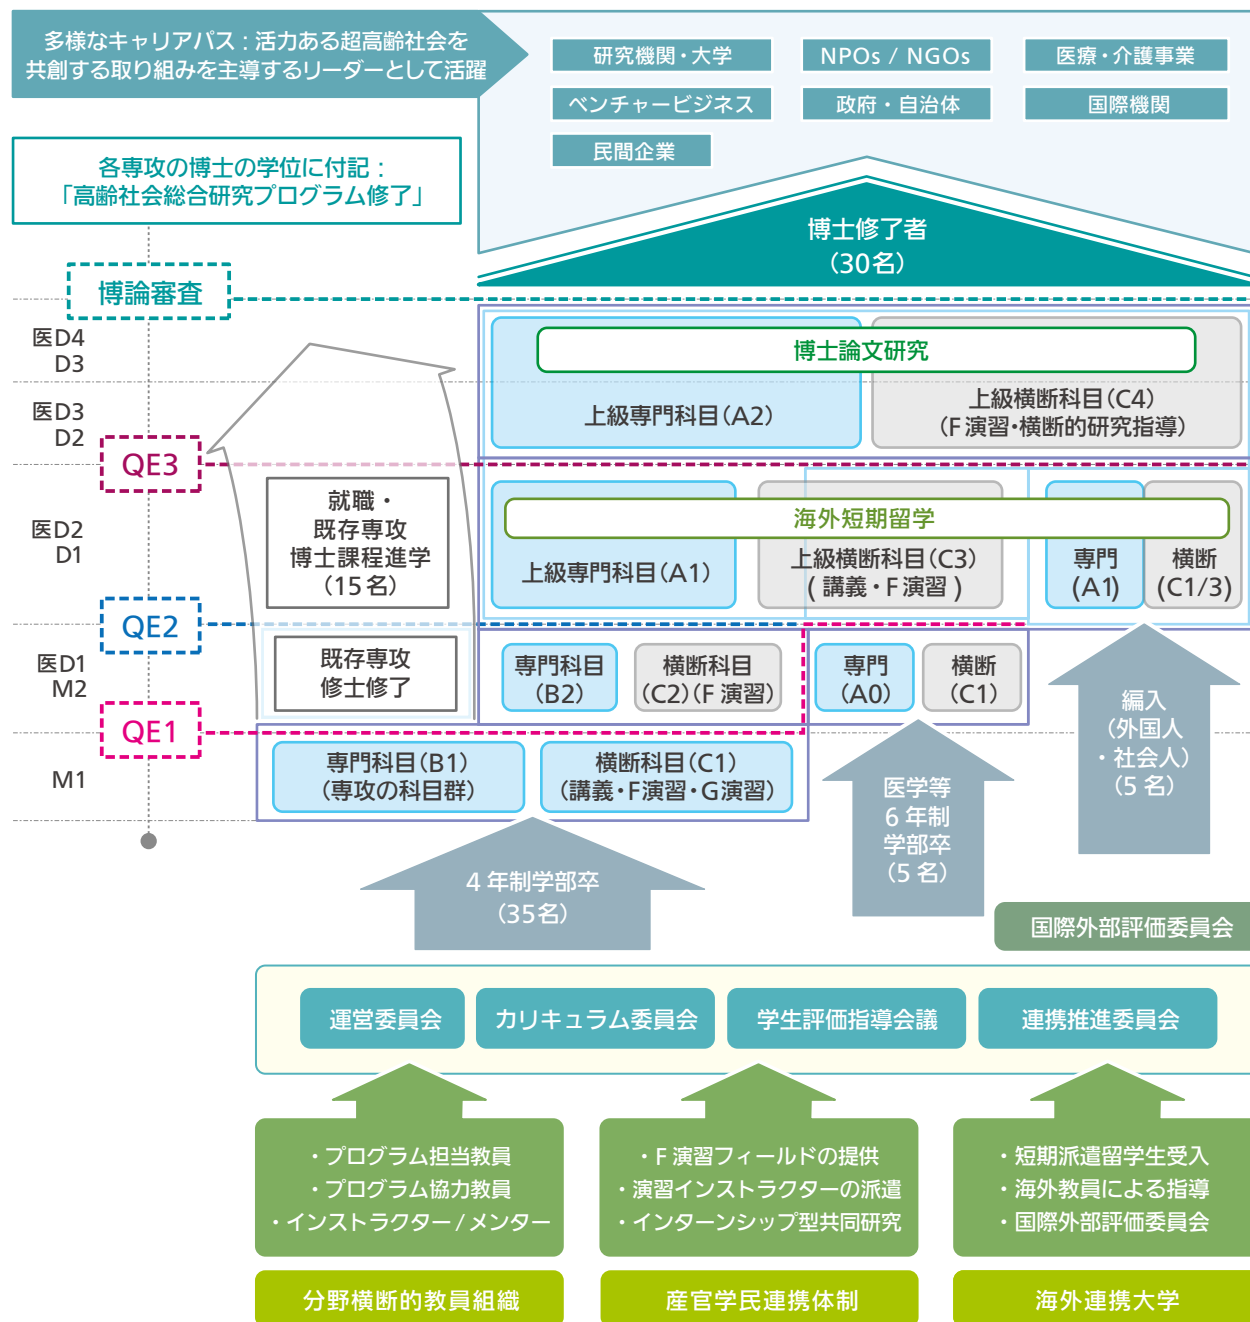 多様なキャリアパス：活力ある超高齢社会を
共創する取り組みを主導するリーダーとして活躍
研究機関・大学
NPOs / NGOs
医療・介護事業
ベンチャービジネス
政府・自治体
国際機関
民間企業
各専攻の博士の学位に付記：
「高齢社会総合研究プログラム修了」
博士修了者
（30名）
博論審査
医D4
D3
博士論文研究
上級専門科目（A2）
上級横断科目（C4）
（F演習・横断的研究指導）
医D3
D2
QE3
就職・
既存専攻
博士課程進学
（15名）
海外短期留学
医D2
D1
上級専門科目（A1）
上級横断科目（C3）
( 講義・F 演習 )
専門
（A1）
横断
（C1/3）
QE2
医D1
M2
既存専攻
修士修了
専門科目
（B2）
横断科目
（C2）（F 演習）
専門
（A0）
横断
（C1）
編入
（外国人
・社会人）
（5 名）
QE1
M1
専門科目（B1）
（専攻の科目群）
横断科目（C1）
（講義・F演習・G演習）
医学等
6 年制
学部卒
（5 名）
4 年制学部卒
（35名）
国際外部評価委員会
運営委員会
カリキュラム委員会
学生評価指導会議
連携推進委員会
・プログラム担当教員
・プログラム協力教員
・インストラクター / メンター
・F 演習フィールドの提供
・演習インストラクターの派遣
・インターンシップ型共同研究
・短期派遣留学生受入
・海外教員による指導
・国際外部評価委員会
分野横断的教員組織
産官学民連携体制
海外連携大学